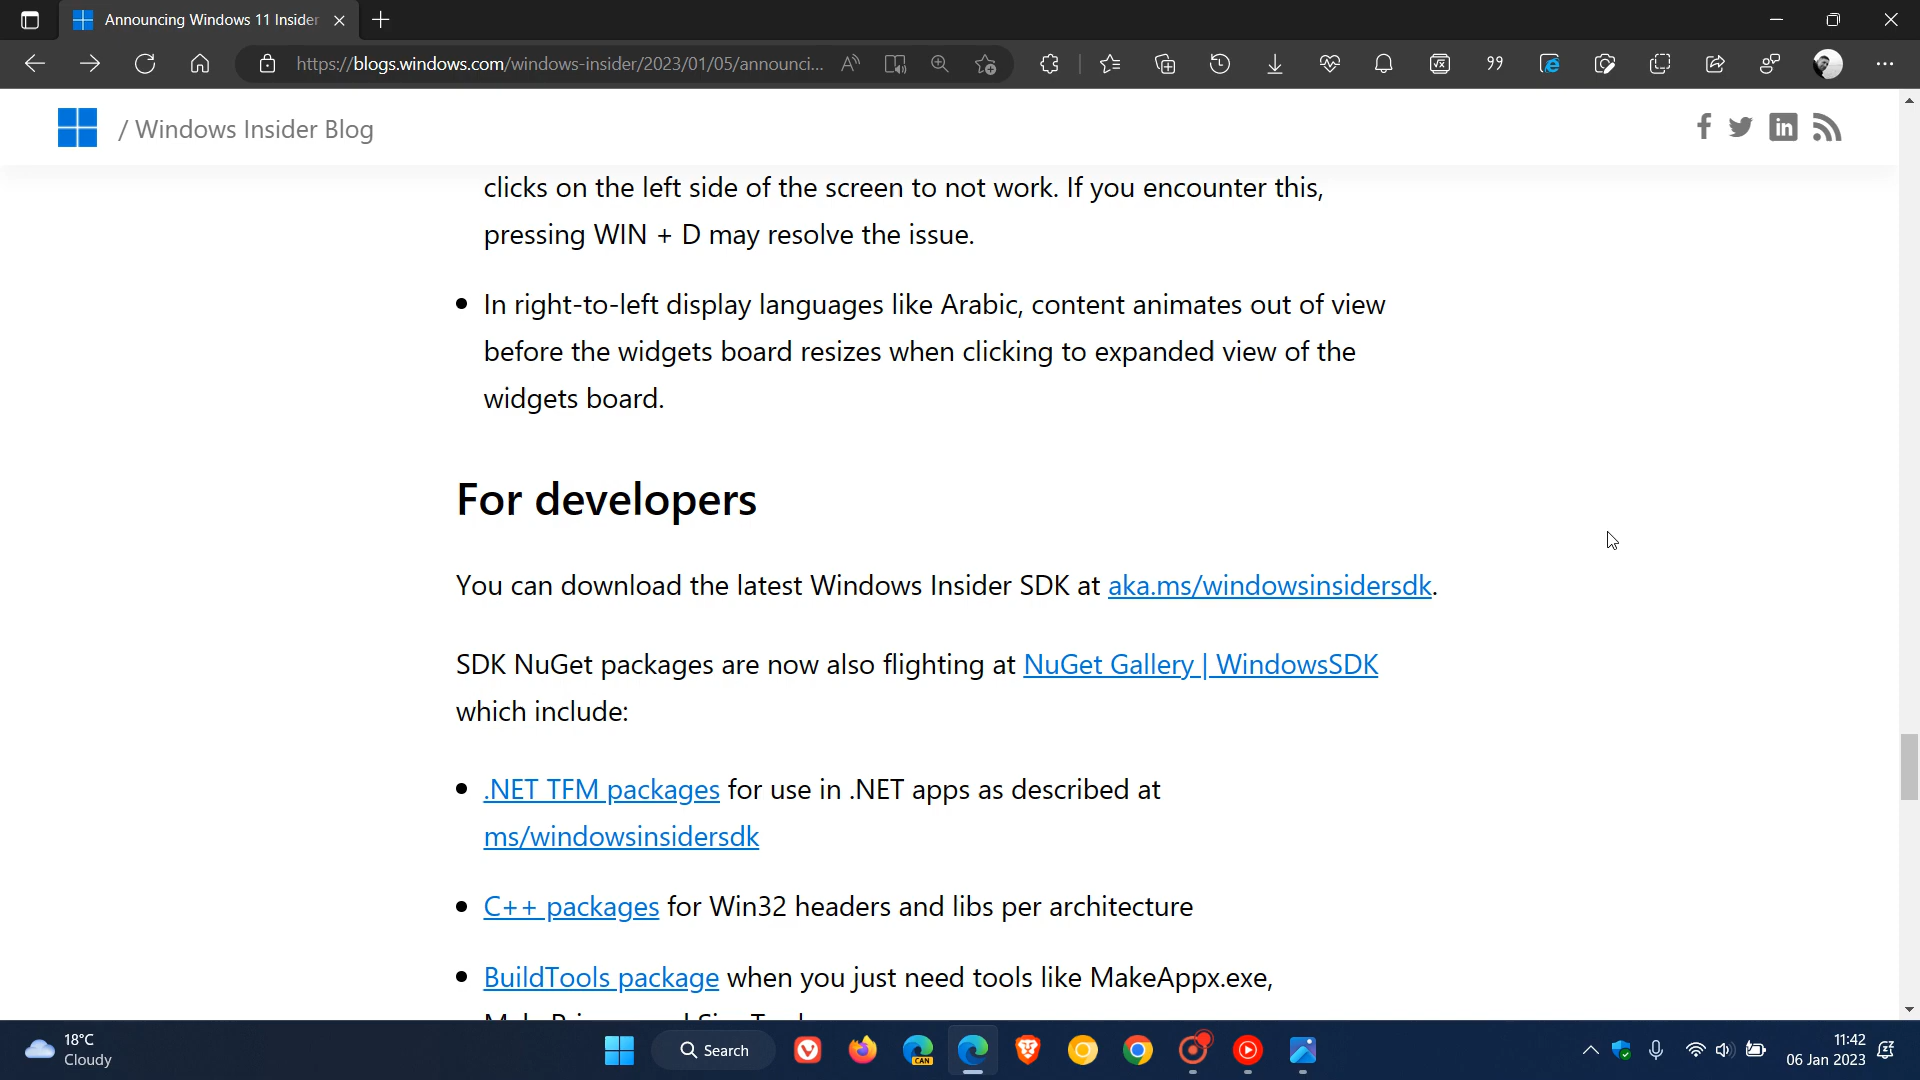 Announcing Windows 11 Insider
https://blogs.windows.com/windows-insider/2023/01/05/announci...
/ Windows Insider Blog
clicks on the left side of the screen to not work. If you encounter this,
pressing WIN + D may resolve the issue.
• In right-to-left display languages like Arabic, content animates out of view
before the widgets board resizes when clicking to expanded view of the
widgets board.
For developers
You can download the latest Windows Insider SDK at aka.ms/windowsinsidersdk.
SDK NuGet packages are now also flighting at NuGet Gallery | WindowsSDK
which include:
• .NET TFM packages for use in .NET apps as described at
ms/windowsinsidersdk
• C++ packages for Win32 headers and libs per architecture
• BuildTools package when you just need tools like MakeAppx.exe,
18°C
Cloudy
Search
CAN
11:42
06 Jan 2023